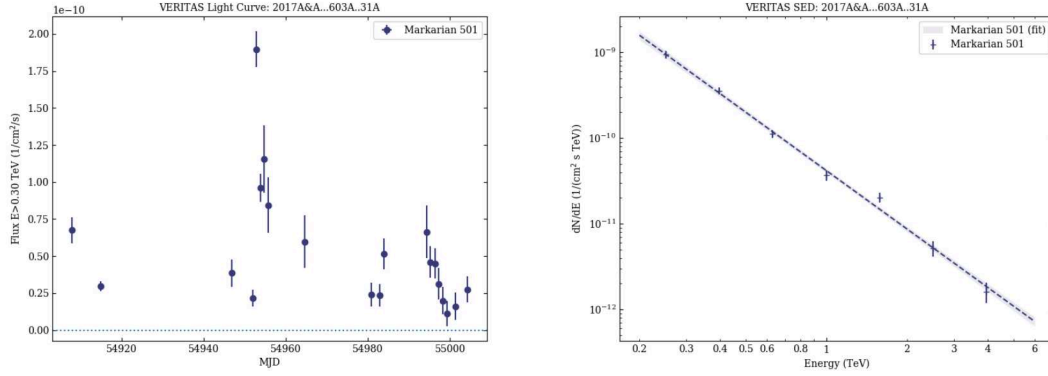 VERITAS Light Curve: 2017A&A...603A..31A
1e−10
Markarian 501
2.00
1.75
1.50
1.25
1.00
0.75
0.50
0.25
0.00
Flux E>0.30 TeV (1/cm²/s)
54920
54940
54960
54980
55000
MJD
VERITAS SED: 2017A&A...603A..31A
Markarian 501 (fit)
Markarian 501
10⁻⁹
10⁻¹⁰
10⁻¹¹
10⁻¹²
dN/dE (1/(cm² s TeV))
0.2
0.3
0.4
0.5
0.6
1
2
3
4
6
Energy (TeV)